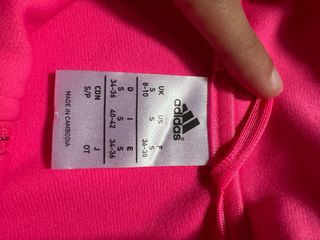 adidas
UK US F
S S S
8-10 36-38
D I E
S S S
34-36 40-42 34-36
CDN J
S/P OT
MADE IN CAMBODIA